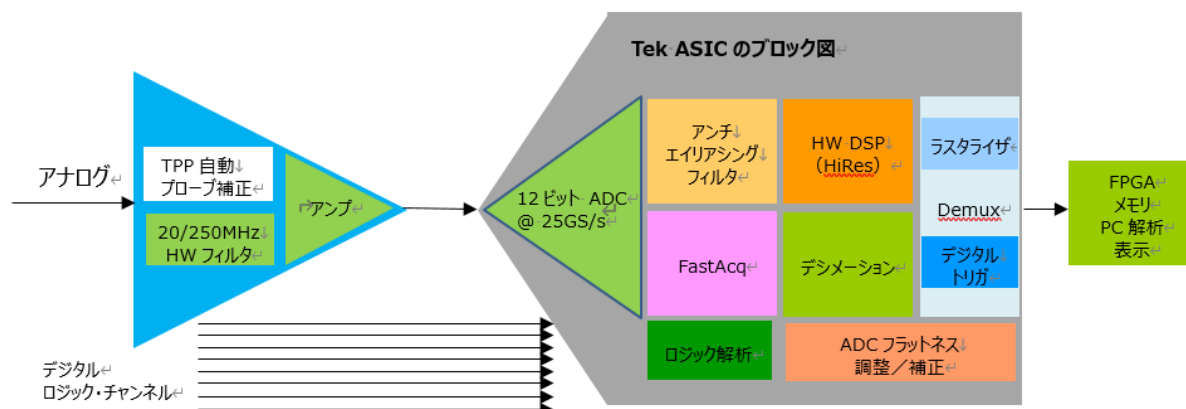 Tek ASIC のブロック図
アナログ
TPP 自動
プローブ補正
20/250MHz
HW フィルタ
アンプ
12 ビット ADC
@ 25GS/s
アンチ
エイリアシング
フィルタ
HW DSP
（HiRes）
ラスタライザ
Demux
デジタル
トリガ
FastAcq
デシメーション
ロジック解析
ADC フラットネス
調整／補正
FPGA
メモリ
PC 解析
表示
デジタル
ロジック・チャンネル